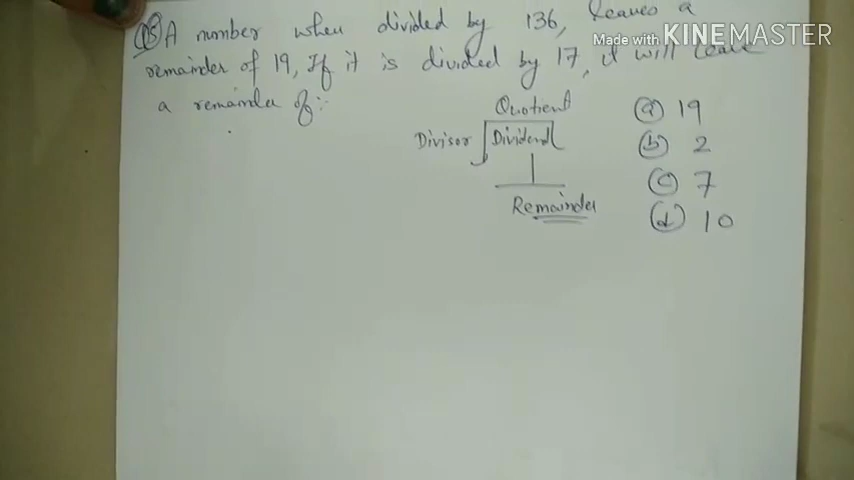 Q5 A number when divided by 136, leaves a
Made with KINEMASTER
remainder of 19, If it is divided by 17, it will leave
a remainder of :-
Quotient
Divisor Dividend
Remainder
(a) 19
(b) 2
(c) 7
(d) 10